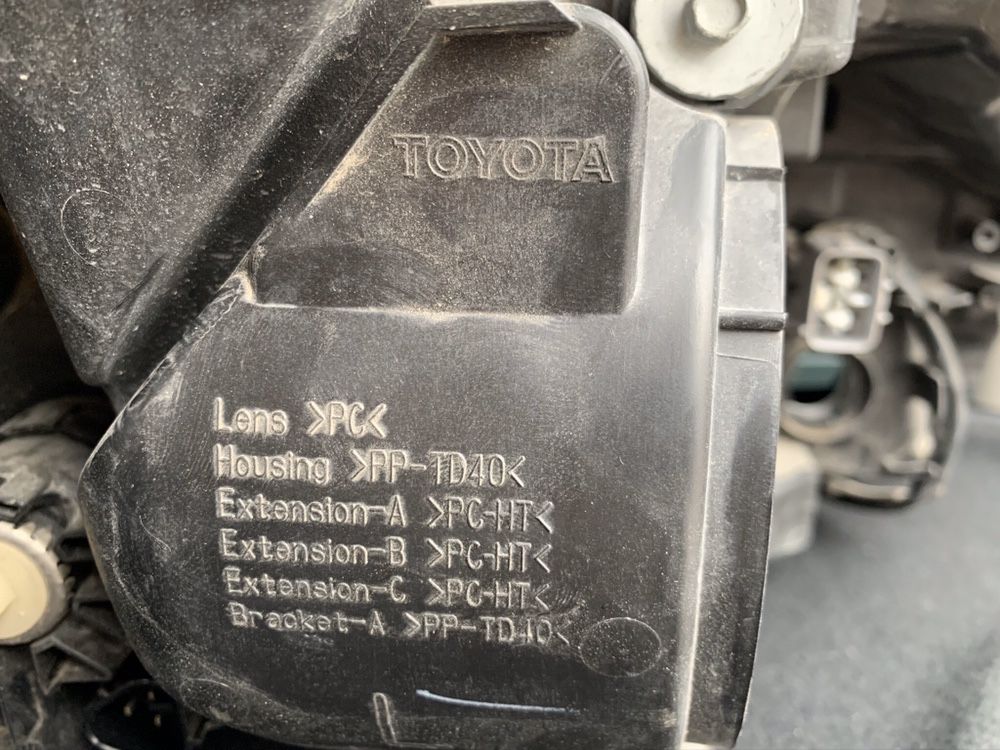 TOYOTA
Lens >PC<
Housing >PP-TD40<
Extension-A >PC-HT<
Extension-B >PC-HT<
Extension-C >PC-HT<
Bracket-A >PP-TD40<